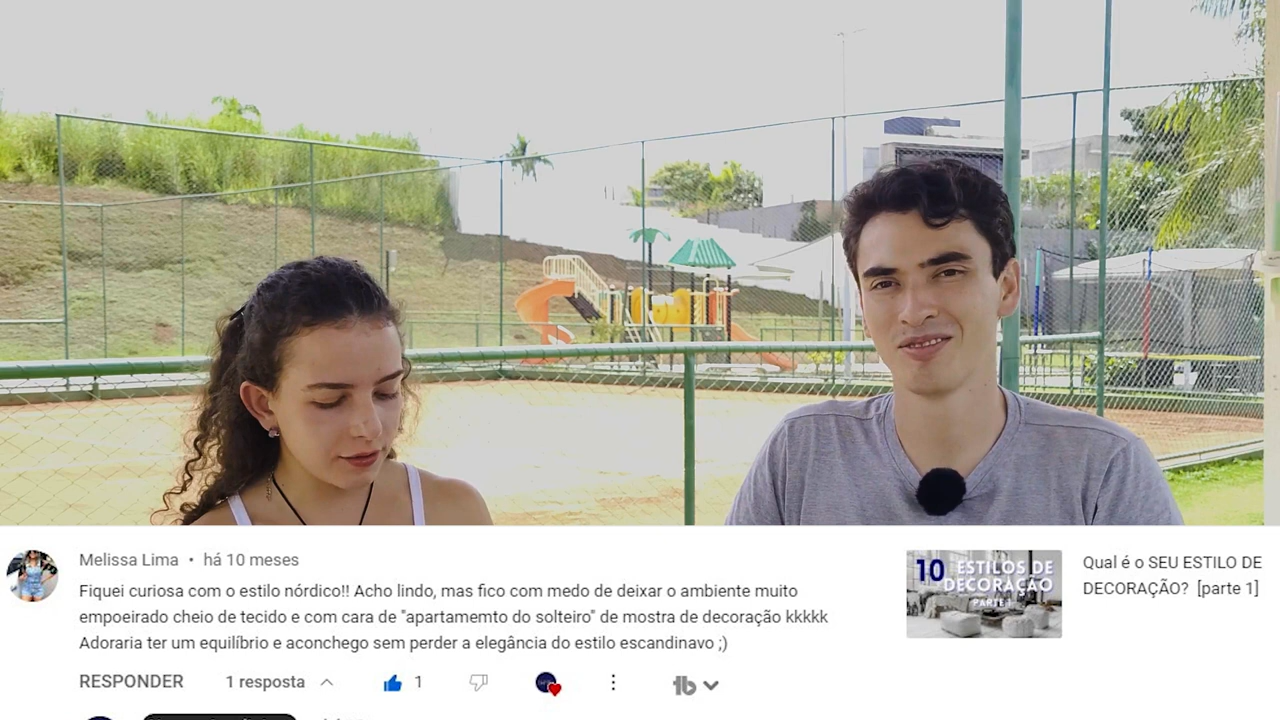 Melissa Lima • há 10 meses
Fiquei curiosa com o estilo nórdico!! Acho lindo, mas fico com medo de deixar o ambiente muito
empoeirado cheio de tecido e com cara de "apartamemto do solteiro" de mostra de decoração kkkkk
Adoraria ter um equilíbrio e aconchego sem perder a elegância do estilo escandinavo ;)
RESPONDER 1 resposta 1
10 ESTILOS DE
DECORAÇÃO
PARTE 1
Qual é o SEU ESTILO DE
DECORAÇÃO? [parte 1]